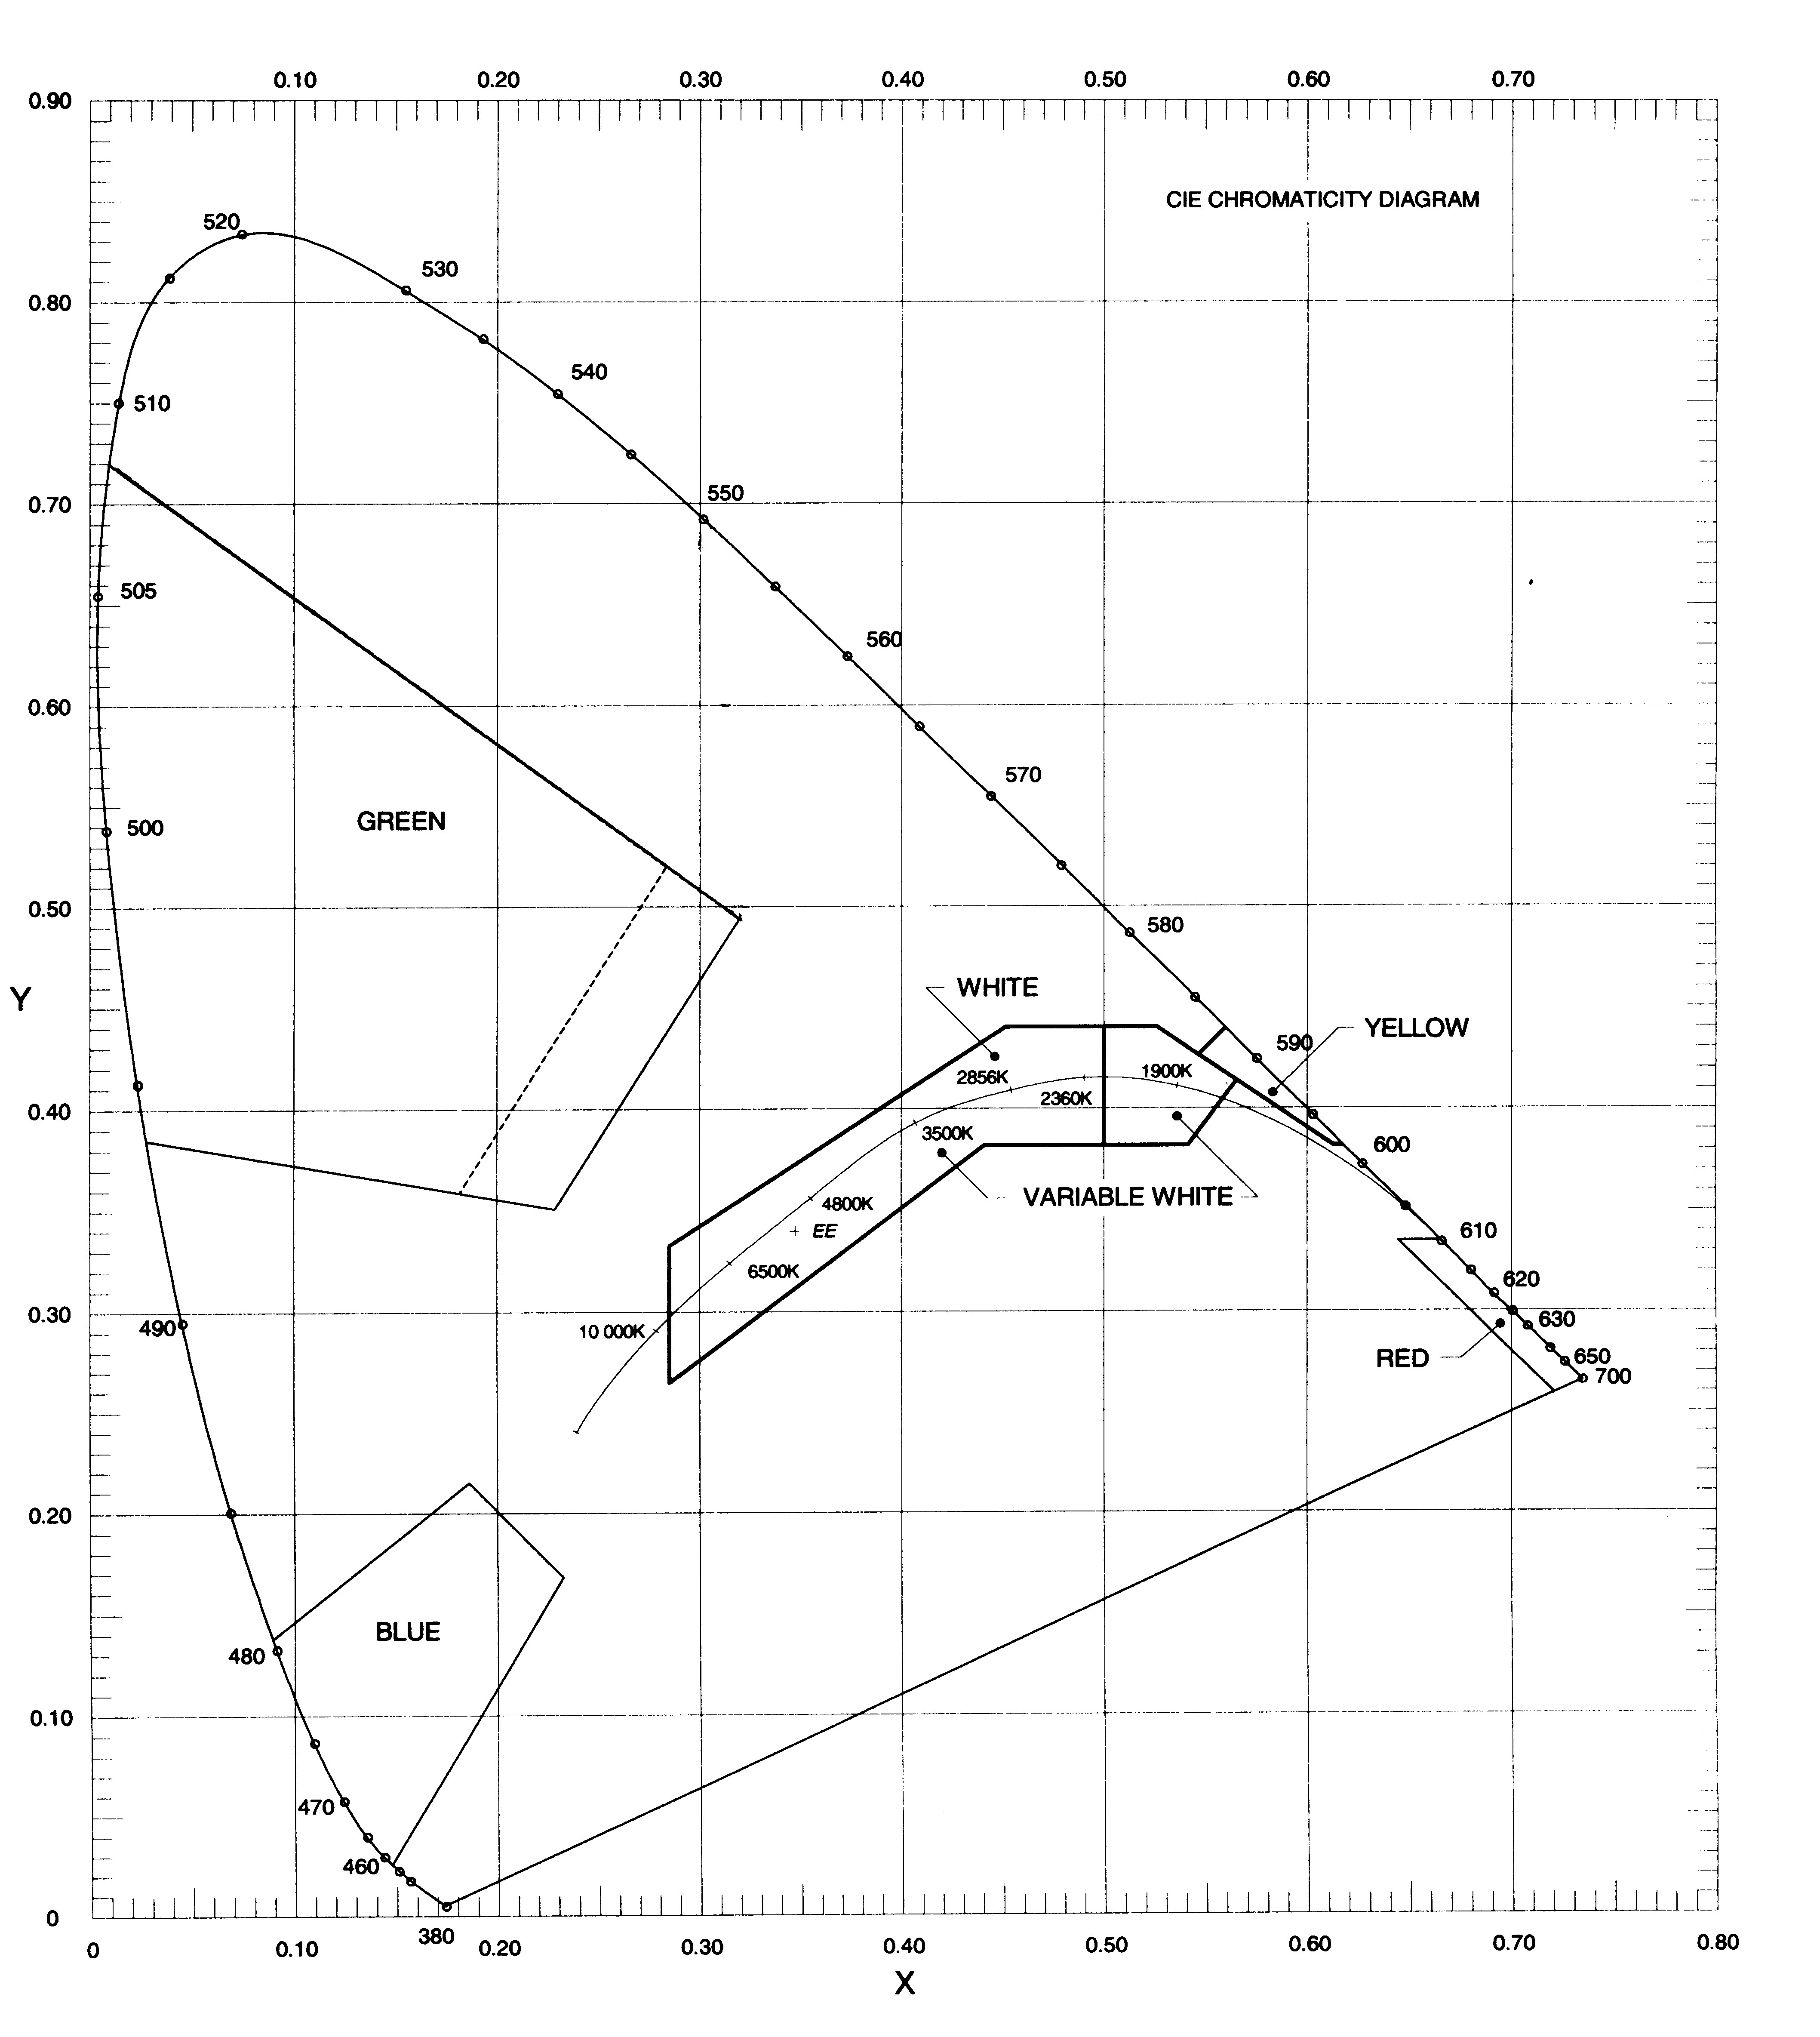 0.10 0.20 0.30 0.40 0.50 0.60 0.70
0.90
CIE CHROMATICITY DIAGRAM
520
530
0.80
540
510
550
0.70
505
560
0.60
570
500
GREEN
580
0.50
WHITE
Y
YELLOW
590
1900K
2856K
2360K
0.40
3500K
600
VARIABLE WHITE
4800K
EE
610
6500K
620
0.30
630
490
10 000K
RED
650
700
0.20
BLUE
480
0.10
470
460
0
380
0 0.10 0.20 0.30 0.40 0.50 0.60 0.70 0.80
X